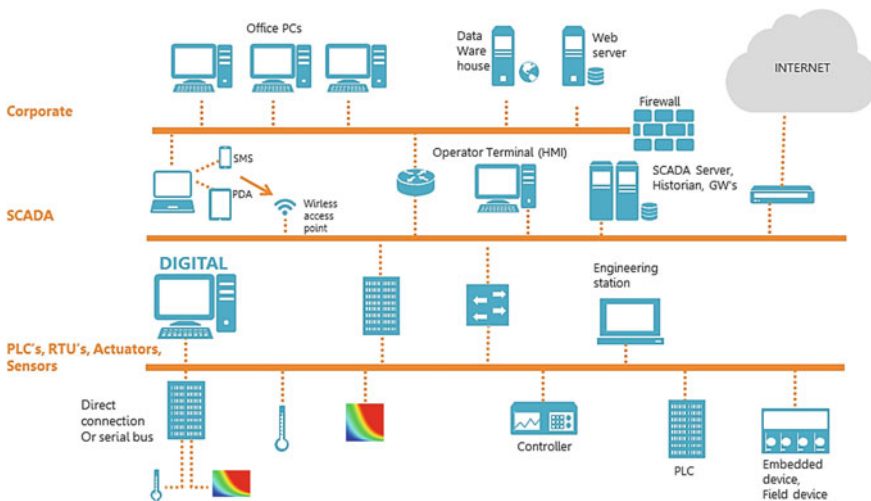 Office PCs
Data
Ware
house
Web
server
INTERNET
Firewall
Corporate
SMS
PDA
Wirless
access
point
Operator Terminal (HMI)
SCADA Server,
Historian, GW's
SCADA
DIGITAL
Engineering
station
PLC's, RTU's, Actuators,
Sensors
Direct
connection
Or serial bus
Controller
PLC
Embedded
device,
Field device